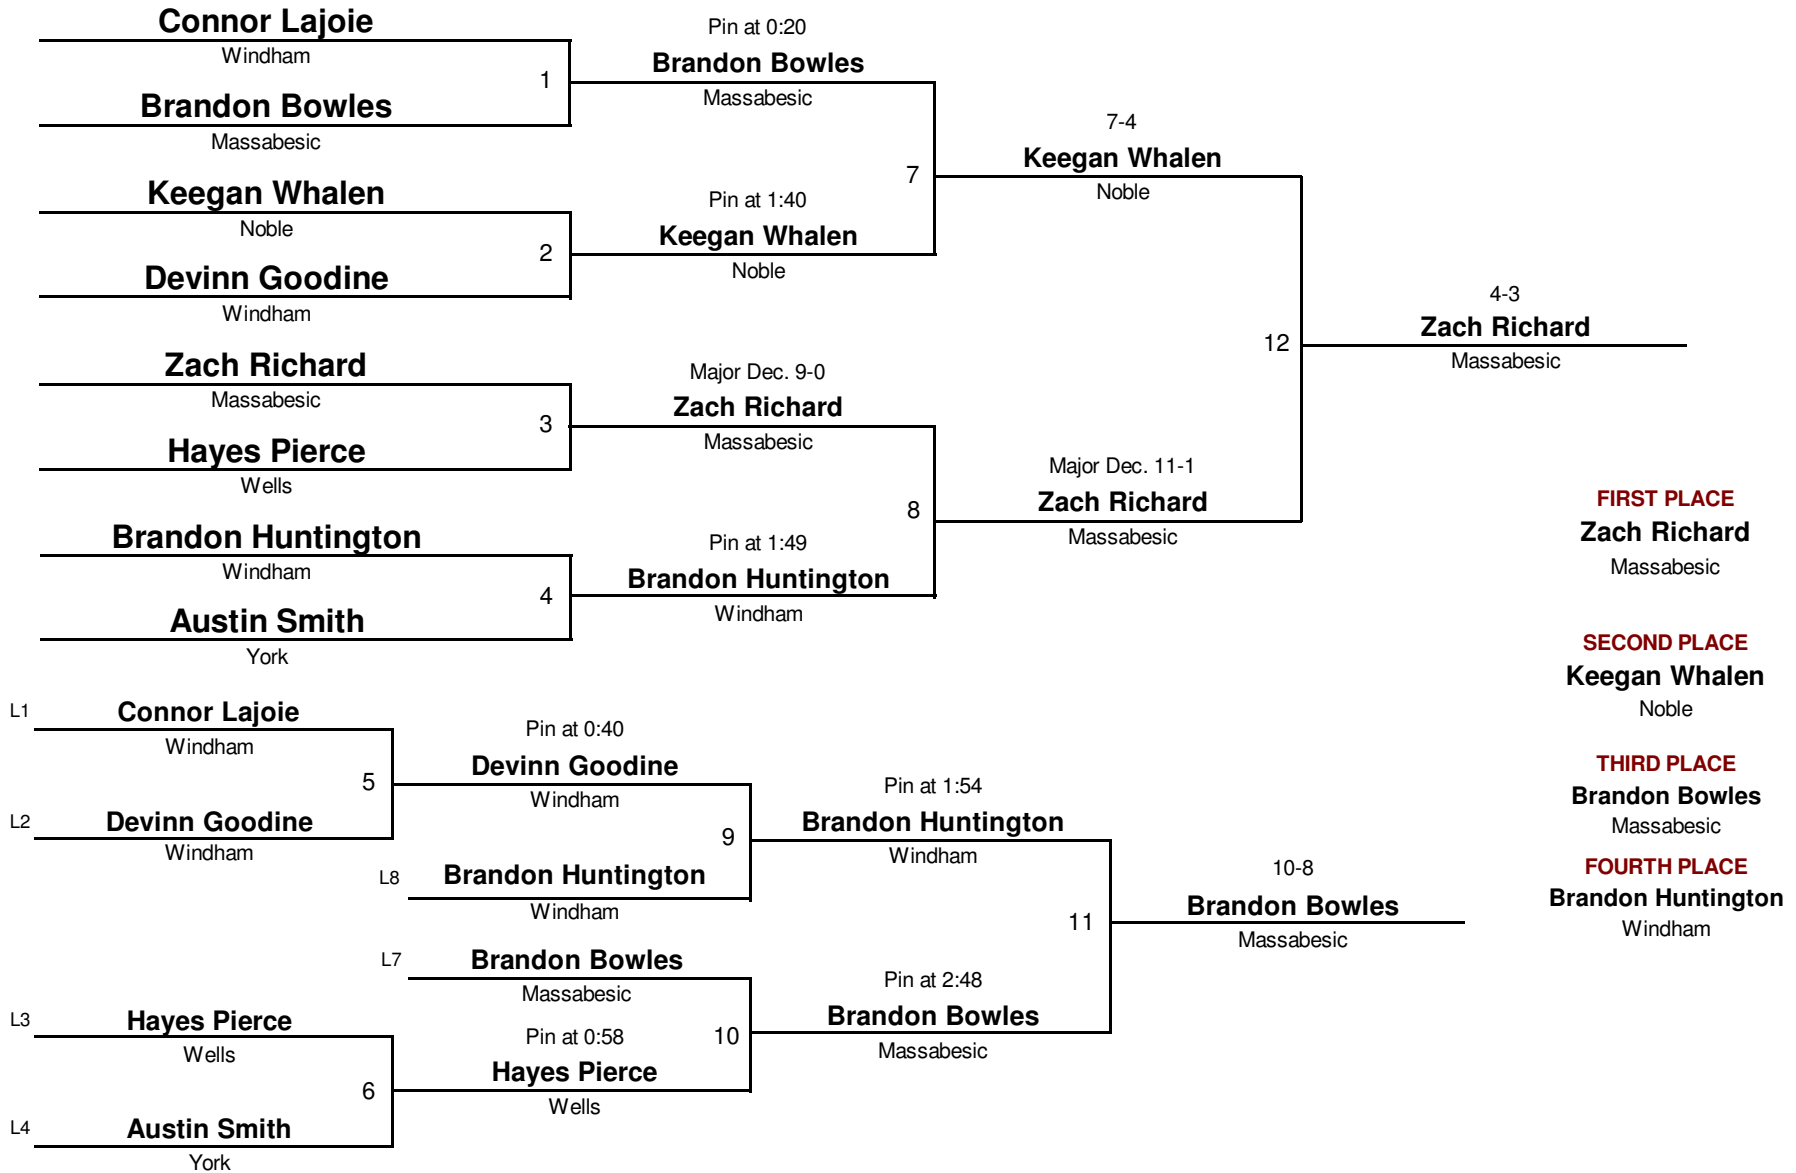 Connor Lajoie
Windham
1
Brandon Bowles
Massabesic
Pin at 0:20
Brandon Bowles
Massabesic
Keegan Whalen
Noble
2
Devinn Goodine
Windham
Pin at 1:40
Keegan Whalen
Noble
7
7-4
Keegan Whalen
Noble
Zach Richard
Massabesic
3
Hayes Pierce
Wells
Major Dec. 9-0
Zach Richard
Massabesic
Brandon Huntington
Windham
4
Austin Smith
York
Pin at 1:49
Brandon Huntington
Windham
8
Major Dec. 11-1
Zach Richard
Massabesic
12
4-3
Zach Richard
Massabesic
FIRST PLACE
Zach Richard
Massabesic
SECOND PLACE
Keegan Whalen
Noble
THIRD PLACE
Brandon Bowles
Massabesic
FOURTH PLACE
Brandon Huntington
Windham
L1
Connor Lajoie
Windham
5
L2
Devinn Goodine
Windham
Pin at 0:40
Devinn Goodine
Windham
9
L8
Brandon Huntington
Windham
Pin at 1:54
Brandon Huntington
Windham
L7
Brandon Bowles
Massabesic
10
L3
Hayes Pierce
Wells
6
L4
Austin Smith
York
Pin at 0:58
Hayes Pierce
Wells
Pin at 2:48
Brandon Bowles
Massabesic
11
10-8
Brandon Bowles
Massabesic